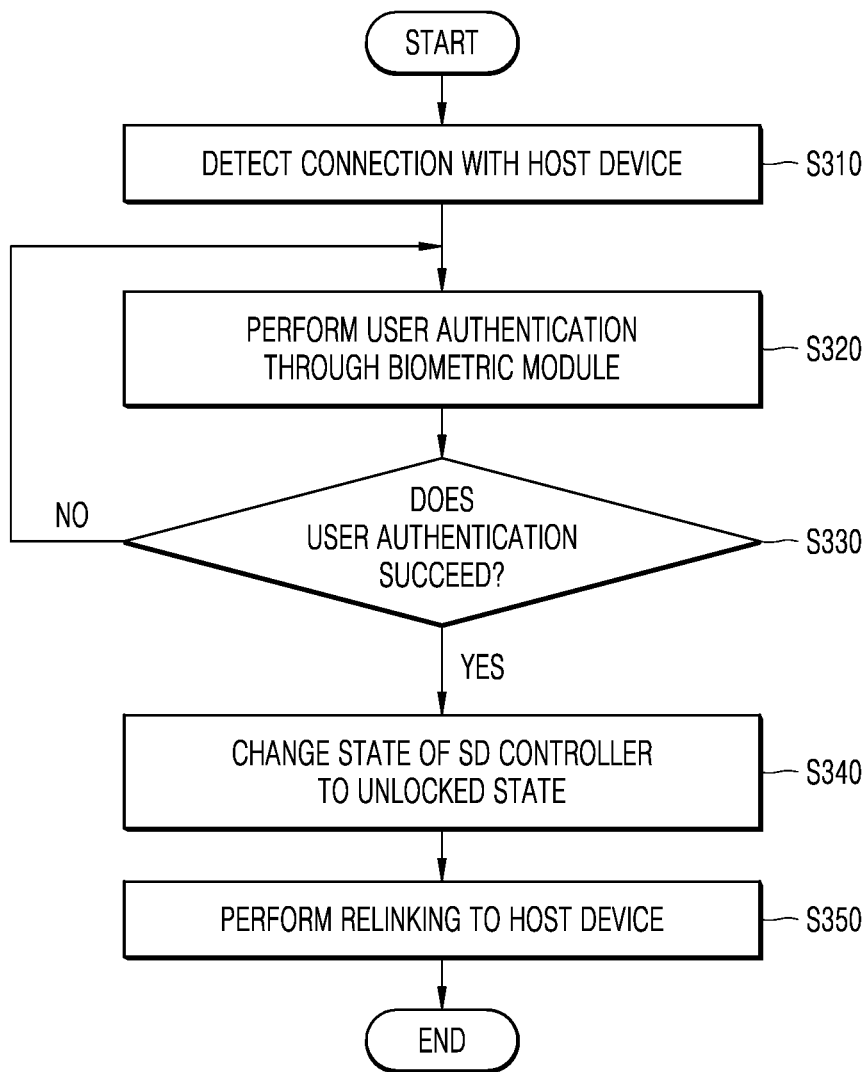 START
DETECT CONNECTION WITH HOST DEVICE
S310
PERFORM USER AUTHENTICATION
THROUGH BIOMETRIC MODULE
S320
DOES
USER AUTHENTICATION
SUCCEED?
S330
NO
YES
CHANGE STATE OF SD CONTROLLER
TO UNLOCKED STATE
S340
PERFORM RELINKING TO HOST DEVICE
S350
END